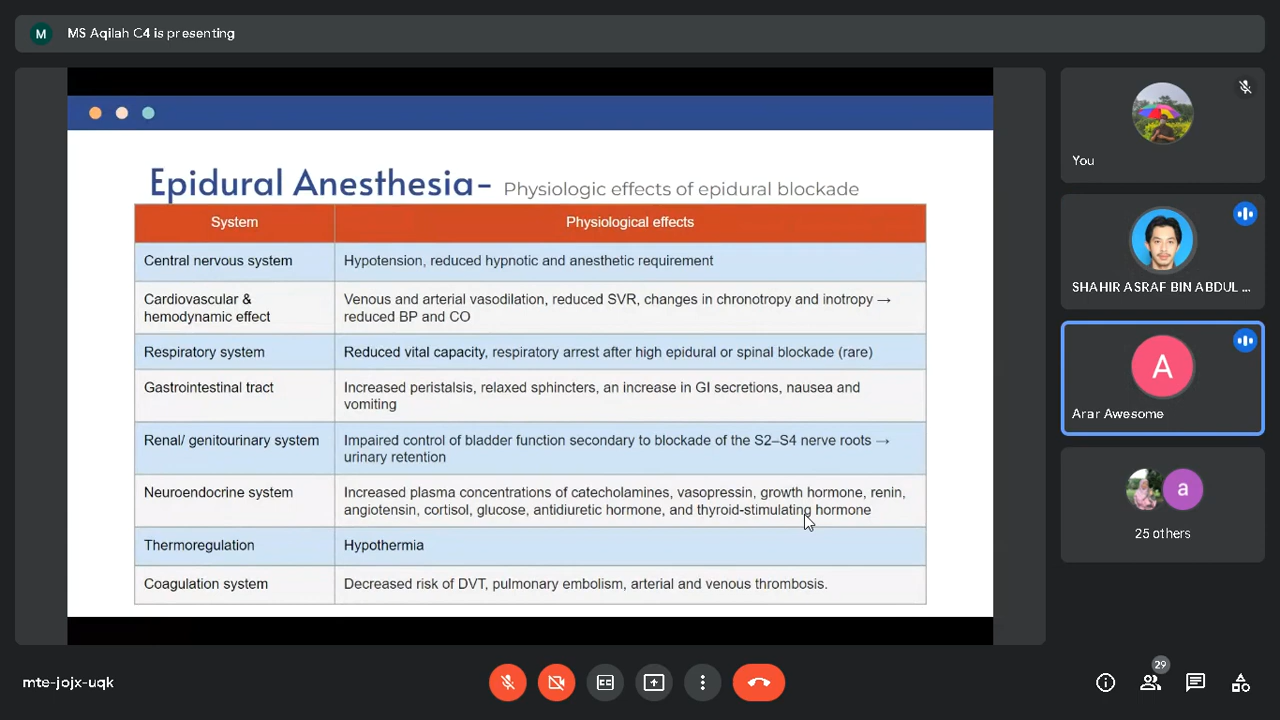 M
MS Aqilah C4 is presenting
Epidural Anesthesia- Physiologic effects of epidural blockade
System Physiological effects
Central nervous system Hypotension, reduced hypnotic and anesthetic requirement
Cardiovascular & Venous and arterial vasodilation, reduced SVR, changes in chronotropy and inotropy →
hemodynamic effect reduced BP and CO
Respiratory system Reduced vital capacity, respiratory arrest after high epidural or spinal blockade (rare)
Gastrointestinal tract Increased peristalsis, relaxed sphincters, an increase in GI secretions, nausea and
vomiting
Renal/ genitourinary system Impaired control of bladder function secondary to blockade of the S2–S4 nerve roots →
urinary retention
Neuroendocrine system Increased plasma concentrations of catecholamines, vasopressin, growth hormone, renin,
angiotensin, cortisol, glucose, antidiuretic hormone, and thyroid-stimulating hormone
Thermoregulation Hypothermia
Coagulation system Decreased risk of DVT, pulmonary embolism, arterial and venous thrombosis.
You
SHAHIR ASRAF BIN ABDUL ...
A
Arar Awesome
a
25 others
mte-jojx-uqk
CC
29